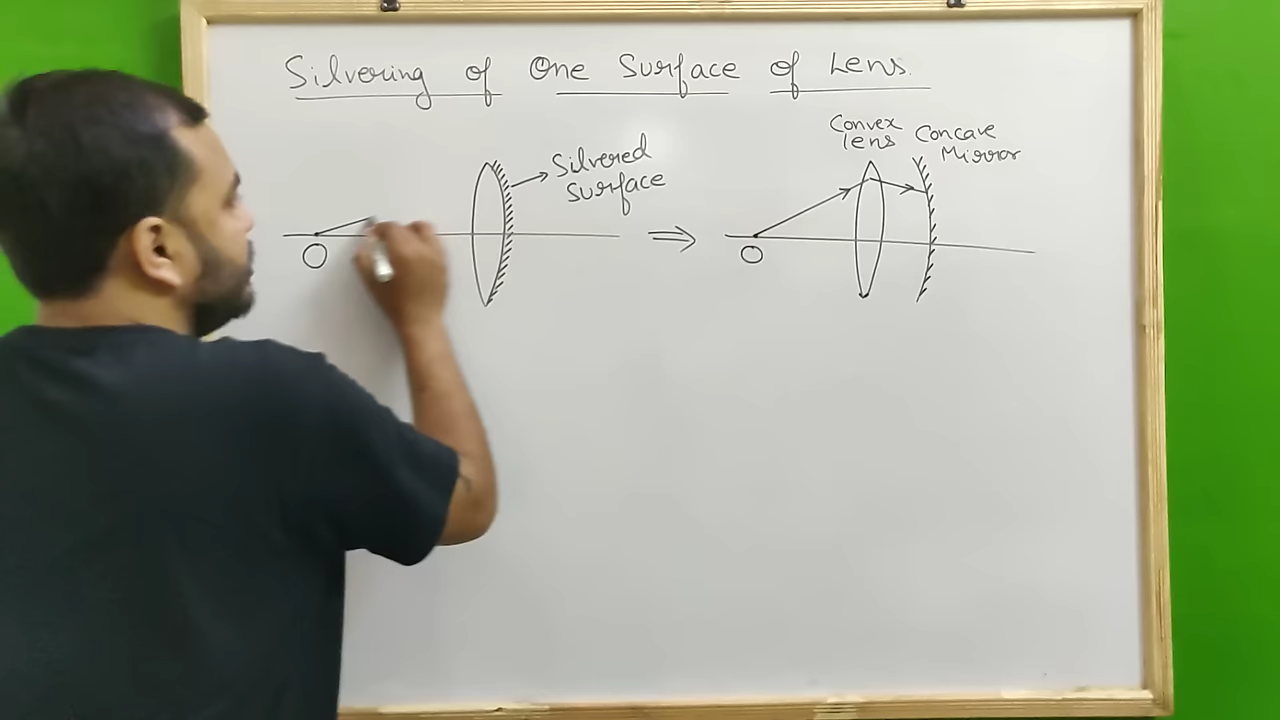 Silvering of One Surface of Lens.
Silvered
Surface
O
Convex
lens
Concave
Mirror
O